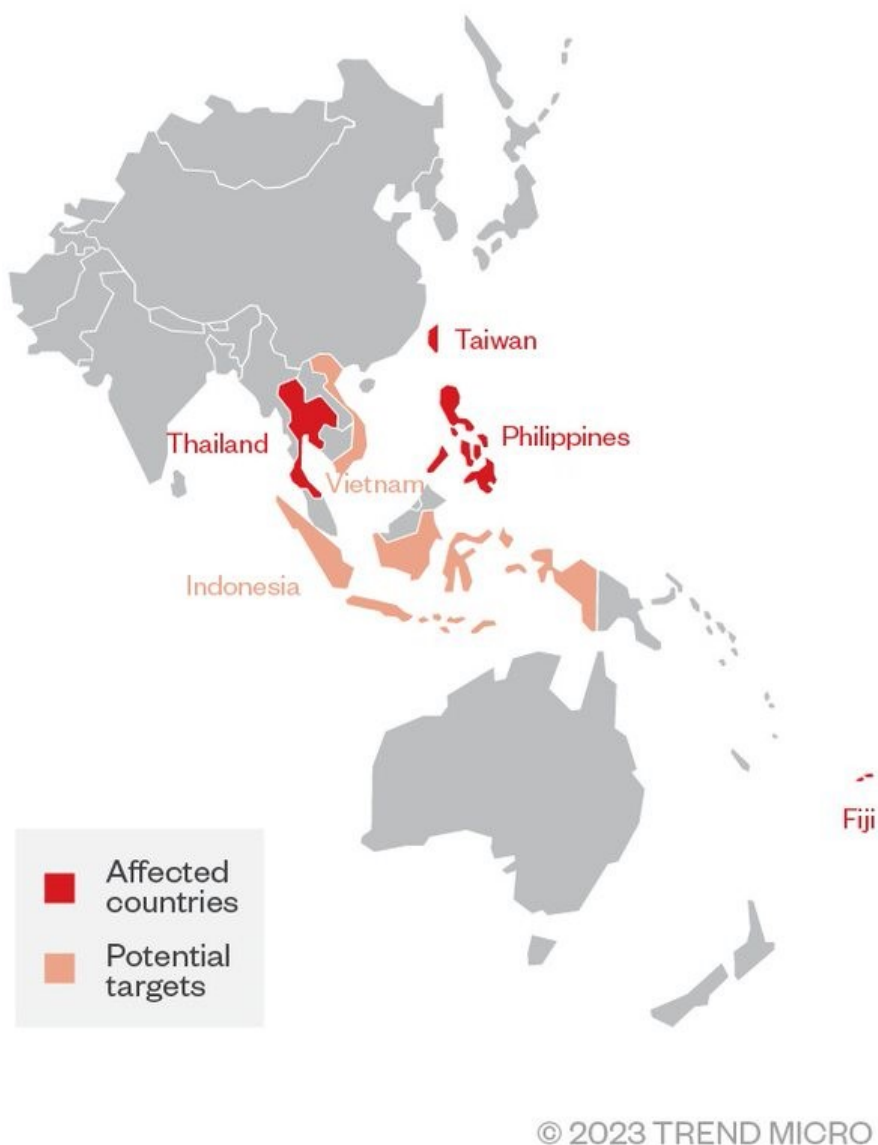 Taiwan
Philippines
Thailand
Vietnam
Indonesia
Fiji
Affected
countries
Potential
targets
© 2023 TREND MICRO